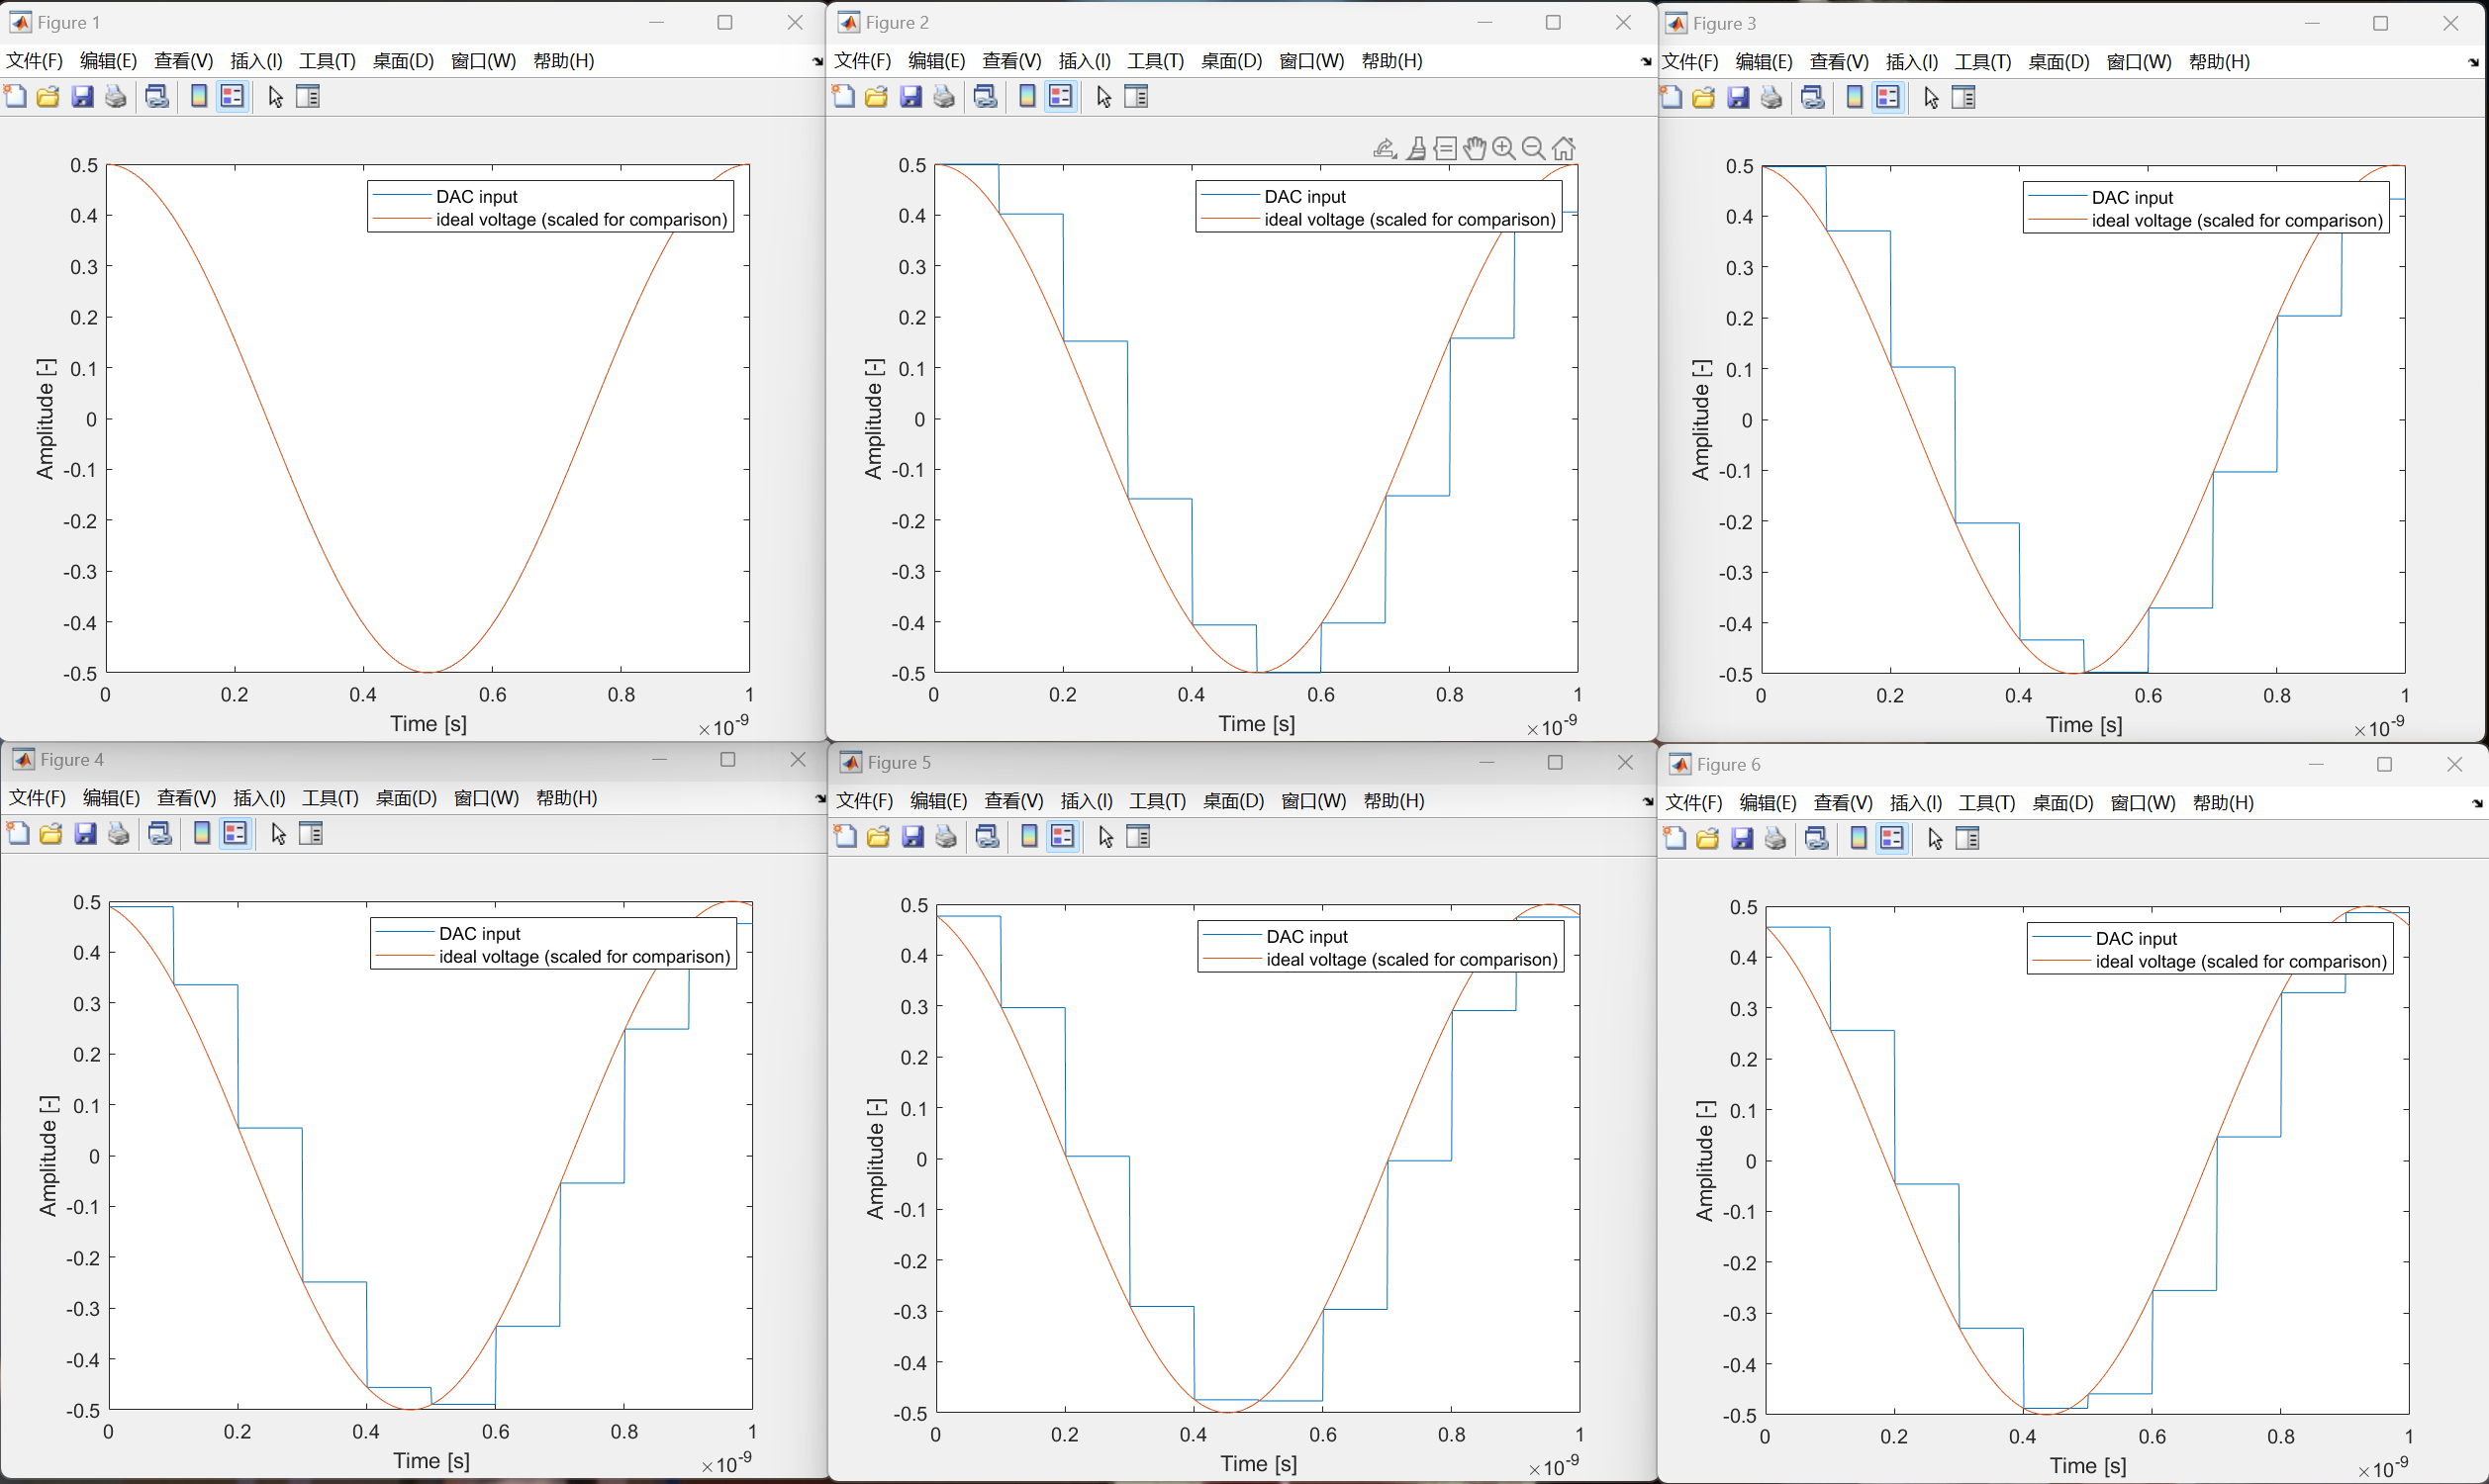 Figure 1
文件(F) 编辑(E) 查看(V) 插入(I) 工具(T) 桌面(D) 窗口(W) 帮助(H)
DAC input
ideal voltage (scaled for comparison)
0.5
0.4
0.3
0.2
0.1
0
-0.1
-0.2
-0.3
-0.4
-0.5
Amplitude [-]
0 0.2 0.4 0.6 0.8 1
Time [s]
×10-9
Figure 2
文件(F) 编辑(E) 查看(V) 插入(I) 工具(T) 桌面(D) 窗口(W) 帮助(H)
DAC input
ideal voltage (scaled for comparison)
0.5
0.4
0.3
0.2
0.1
0
-0.1
-0.2
-0.3
-0.4
-0.5
Amplitude [-]
0 0.2 0.4 0.6 0.8 1
Time [s]
×10-9
Figure 3
文件(F) 编辑(E) 查看(V) 插入(I) 工具(T) 桌面(D) 窗口(W) 帮助(H)
DAC input
ideal voltage (scaled for comparison)
0.5
0.4
0.3
0.2
0.1
0
-0.1
-0.2
-0.3
-0.4
-0.5
Amplitude [-]
0 0.2 0.4 0.6 0.8 1
Time [s]
×10-9
Figure 4
文件(F) 编辑(E) 查看(V) 插入(I) 工具(T) 桌面(D) 窗口(W) 帮助(H)
DAC input
ideal voltage (scaled for comparison)
0.5
0.4
0.3
0.2
0.1
0
-0.1
-0.2
-0.3
-0.4
-0.5
Amplitude [-]
0 0.2 0.4 0.6 0.8 1
Time [s]
×10-9
Figure 5
文件(F) 编辑(E) 查看(V) 插入(I) 工具(T) 桌面(D) 窗口(W) 帮助(H)
DAC input
ideal voltage (scaled for comparison)
0.5
0.4
0.3
0.2
0.1
0
-0.1
-0.2
-0.3
-0.4
-0.5
Amplitude [-]
0 0.2 0.4 0.6 0.8 1
Time [s]
×10-9
Figure 6
文件(F) 编辑(E) 查看(V) 插入(I) 工具(T) 桌面(D) 窗口(W) 帮助(H)
DAC input
ideal voltage (scaled for comparison)
0.5
0.4
0.3
0.2
0.1
0
-0.1
-0.2
-0.3
-0.4
-0.5
Amplitude [-]
0 0.2 0.4 0.6 0.8 1
Time [s]
×10-9